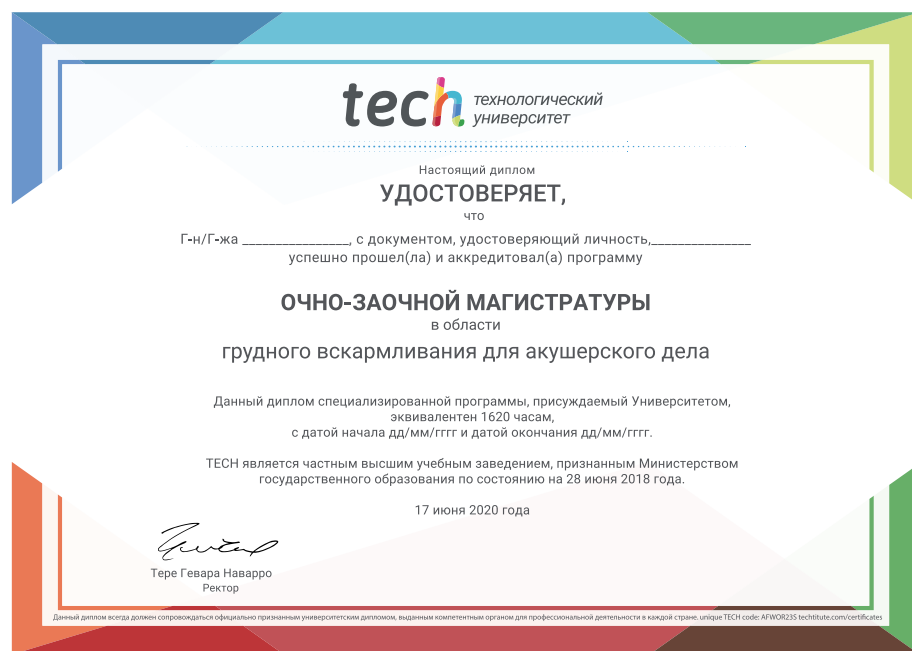 tech технологический
университет
Настоящий диплом
УДОСТОВЕРЯЕТ,
что
Г-н/Г-жа ________________, с документом, удостоверяющий личность,_______________
успешно прошел(ла) и аккредитовал(а) программу
ОЧНО-ЗАОЧНОЙ МАГИСТРАТУРЫ
в области
грудного вскармливания для акушерского дела
Данный диплом специализированной программы, присуждаемый Университетом,
эквивалентен 1620 часам,
с датой начала дд/мм/гггг и датой окончания дд/мм/гггг.
TECH является частным высшим учебным заведением, признанным Министерством
государственного образования по состоянию на 28 июня 2018 года.
17 июня 2020 года
Тере Гевара Наварро
Ректор
Данный диплом всегда должен сопровождаться официально признанным университетским дипломом, выданным компетентным органом для профессиональной деятельности в каждой стране. unique TECH code: AFWOR23S techtitute.com/certificates